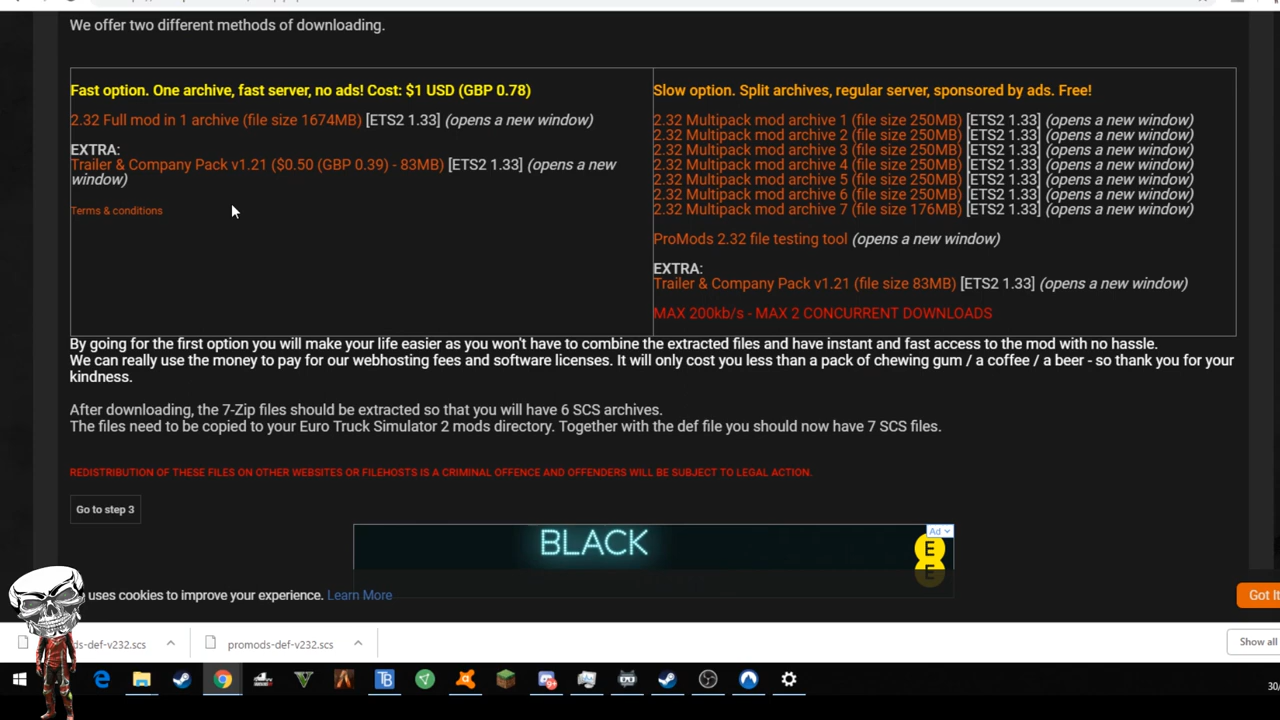 We offer two different methods of downloading.
Fast option. One archive, fast server, no ads! Cost: $1 USD (GBP 0.78)
2.32 Full mod in 1 archive (file size 1674MB) [ETS2 1.33] (opens a new window)
EXTRA:
Trailer & Company Pack v1.21 ($0.50 (GBP 0.39) - 83MB) [ETS2 1.33] (opens a new
window)
Terms & conditions
Slow option. Split archives, regular server, sponsored by ads. Free!
2.32 Multipack mod archive 1 (file size 250MB) [ETS2 1.33] (opens a new window)
2.32 Multipack mod archive 2 (file size 250MB) [ETS2 1.33] (opens a new window)
2.32 Multipack mod archive 3 (file size 250MB) [ETS2 1.33] (opens a new window)
2.32 Multipack mod archive 4 (file size 250MB) [ETS2 1.33] (opens a new window)
2.32 Multipack mod archive 5 (file size 250MB) [ETS2 1.33] (opens a new window)
2.32 Multipack mod archive 6 (file size 250MB) [ETS2 1.33] (opens a new window)
2.32 Multipack mod archive 7 (file size 176MB) [ETS2 1.33] (opens a new window)
ProMods 2.32 file testing tool (opens a new window)
EXTRA:
Trailer & Company Pack v1.21 (file size 83MB) [ETS2 1.33] (opens a new window)
MAX 200kb/s - MAX 2 CONCURRENT DOWNLOADS
By going for the first option you will make your life easier as you won't have to combine the extracted files and have instant and fast access to the mod with no hassle.
We can really use the money to pay for our webhosting fees and software licenses. It will only cost you less than a pack of chewing gum / a coffee / a beer - so thank you for your
kindness.
After downloading, the 7-Zip files should be extracted so that you will have 6 SCS archives.
The files need to be copied to your Euro Truck Simulator 2 mods directory. Together with the def file you should now have 7 SCS files.
REDISTRIBUTION OF THESE FILES ON OTHER WEBSITES OR FILEHOSTS IS A CRIMINAL OFFENCE AND OFFENDERS WILL BE SUBJECT TO LEGAL ACTION.
Go to step 3
BLACK
Ad
E
E
uses cookies to improve your experience. Learn More
Got It
ds-def-v232.scs
promods-def-v232.scs
Show all
30/